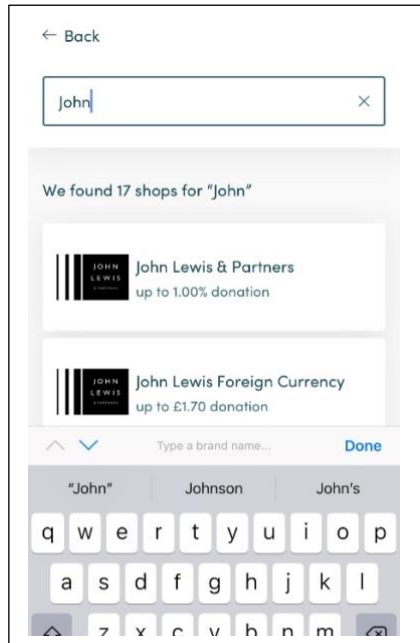 ← Back
John
We found 17 shops for “John”
JOHN
LEWIS
John Lewis & Partners
up to 1.00% donation
JOHN
LEWIS
John Lewis Foreign Currency
up to £1.70 donation
Type a brand name...
Done
“John”
Johnson
John’s
q w e r t y u i o p
a s d f g h j k l
z x c v b n m